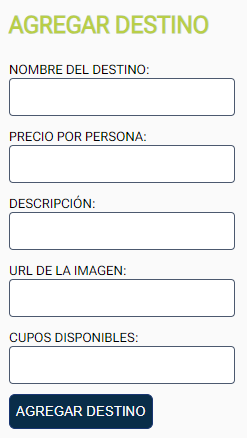 AGREGAR DESTINO
NOMBRE DEL DESTINO:
PRECIO POR PERSONA:
DESCRIPCIÓN:
URL DE LA IMAGEN:
CUPOS DISPONIBLES:
AGREGAR DESTINO